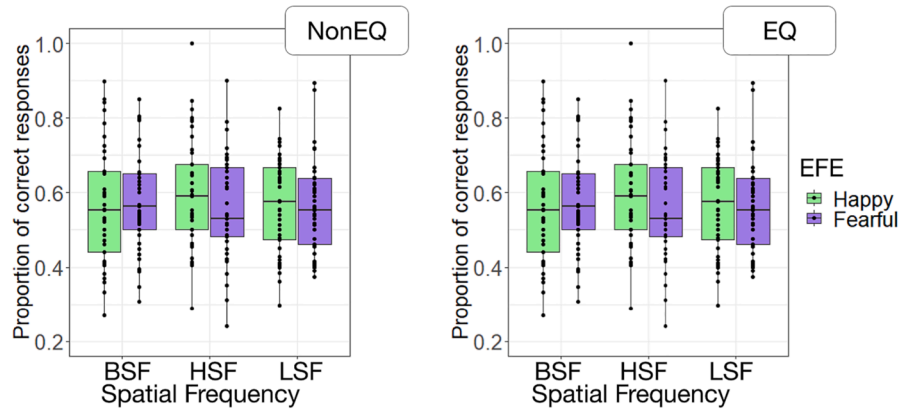 NonEQ
Proportion of correct responses
1.0
0.8
0.6
0.4
0.2
BSF HSF LSF
Spatial Frequency
EQ
Proportion of correct responses
1.0
0.8
0.6
0.4
0.2
BSF HSF LSF
Spatial Frequency
EFE
Happy
Fearful